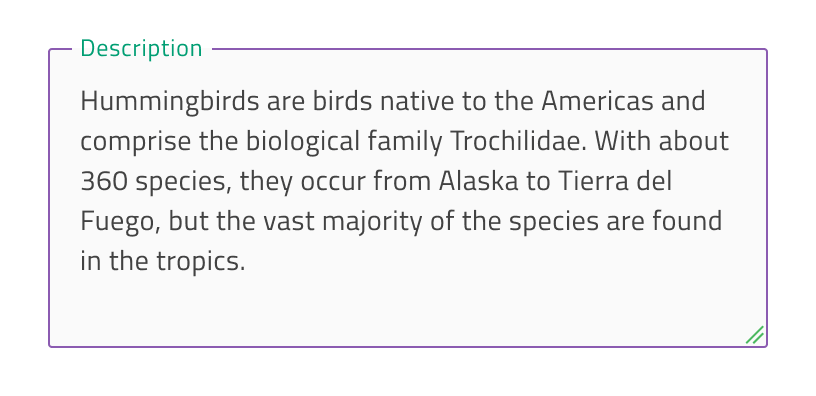 Description
Hummingbirds are birds native to the Americas and
comprise the biological family Trochilidae. With about
360 species, they occur from Alaska to Tierra del
Fuego, but the vast majority of the species are found
in the tropics.